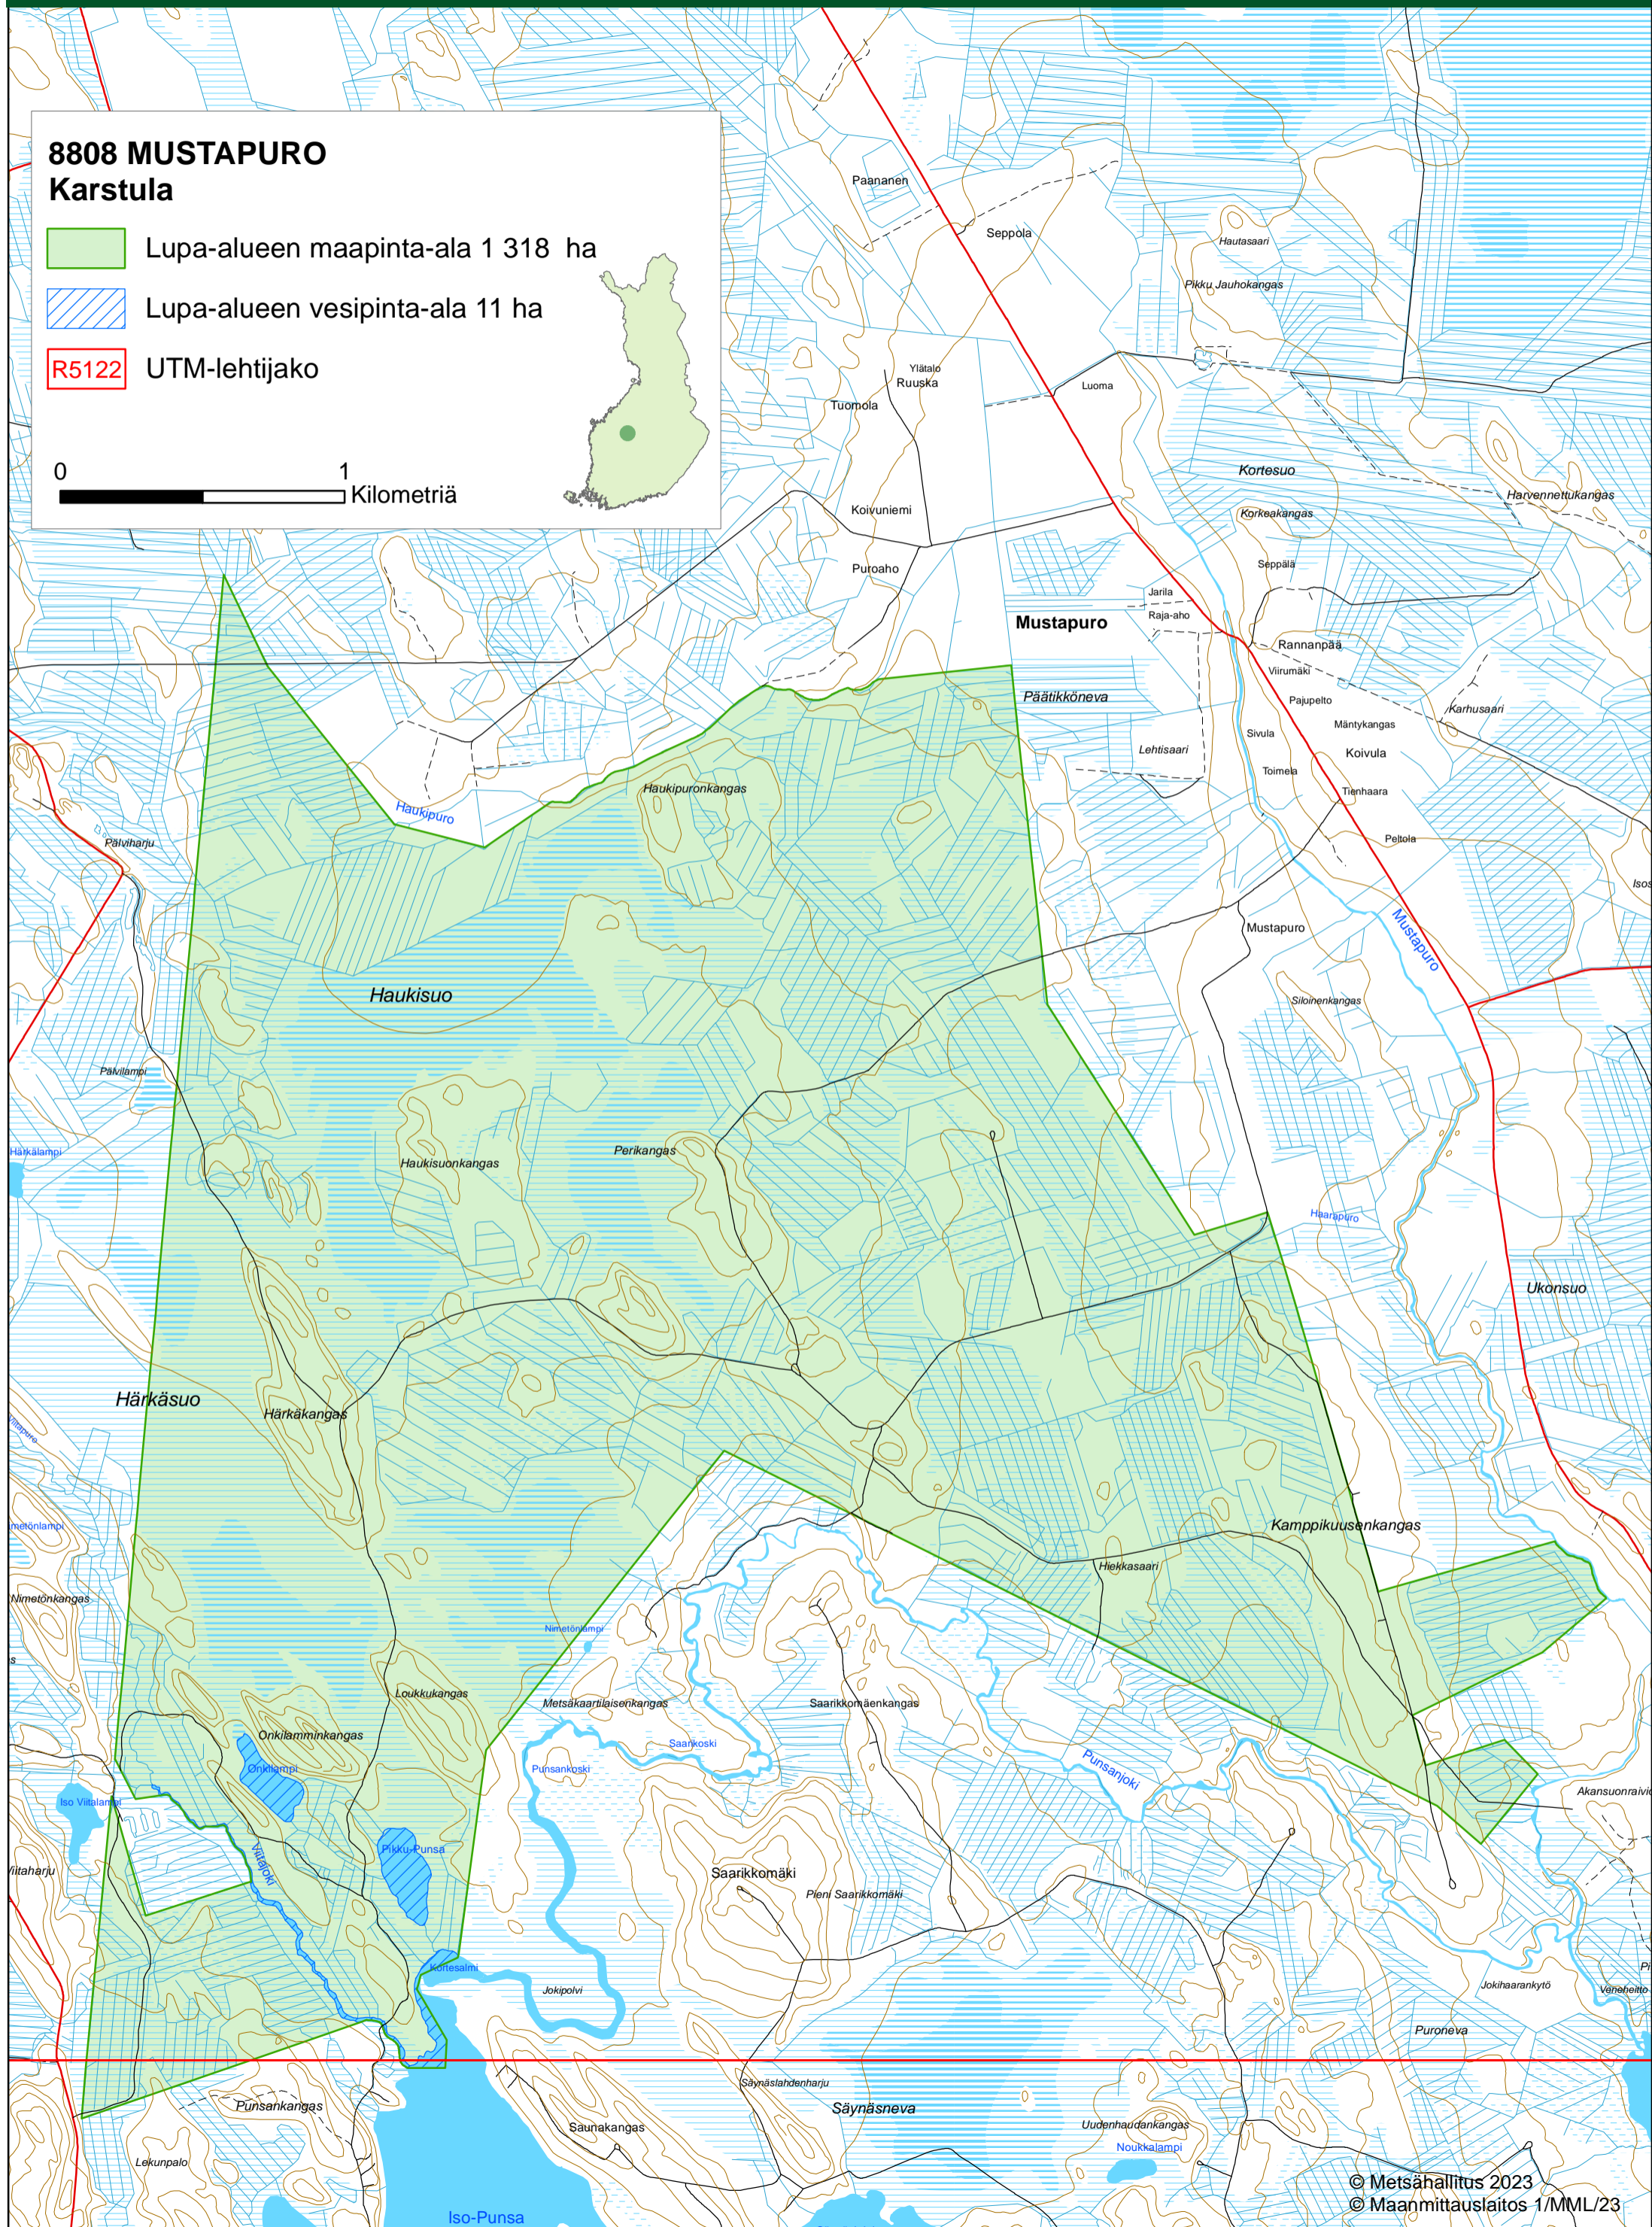 8808 MUSTAPURO
Karstula
Lupa-alueen maapinta-ala 1 318 ha
Lupa-alueen vesipinta-ala 11 ha
R5122 UTM-lehtijako
0 1
Kilometriä
Paananen
Seppola
Hautasaari
Pikku Jauhokangas
Ylätalo
Ruuska
Luoma
Tuomola
Kortesuo
Harvennettukangas
Koivuniemi
Korkeakangas
Puroaho
Seppälä
Jarila
Raja-aho
Mustapuro
Rannanpää
Viirumäki
Päätikköneva
Pajupelto
Karhusaari
Mäntykangas
Sivula
Lehtisaari
Koivula
Toimela
Haukipuronkangas
Tienhaara
Haukipuro
Peltola
Pälviharju
Mustapuro
Mustapuro
Haukisuo
Siloinenkangas
Pälvilampi
Härkälampi
Perikangas
Haukisuonkangas
Haarapuro
Ukonsuo
Härkäsuo
Härkäkangas
Kamppikuusenkangas
Hiekkasaari
Nimetönkangas
Nimetönlampi
Loukkukangas
Metsäkaartilaisenkangas
Saarikkomäenkangas
Onkilamminkangas
Saankoski
Onkilampi
Punsankoski
Punsanjoki
Iso Viitalampi
Pikku-Punsa
Viitajoki
Saarikkomäki
Pieni Saarikkomäki
Kortesalmi
Jokipolvi
Jokihaarankytö
Veneheitto
Puroneva
Säynäslahdenharju
Punsankangas
Säynäsneva
Saunakangas
Uudenhaudankangas
Noukkalampi
Lekunpalo
Iso-Punsa
© Metsähallitus 2023
© Maanmittauslaitos 1/MML/23